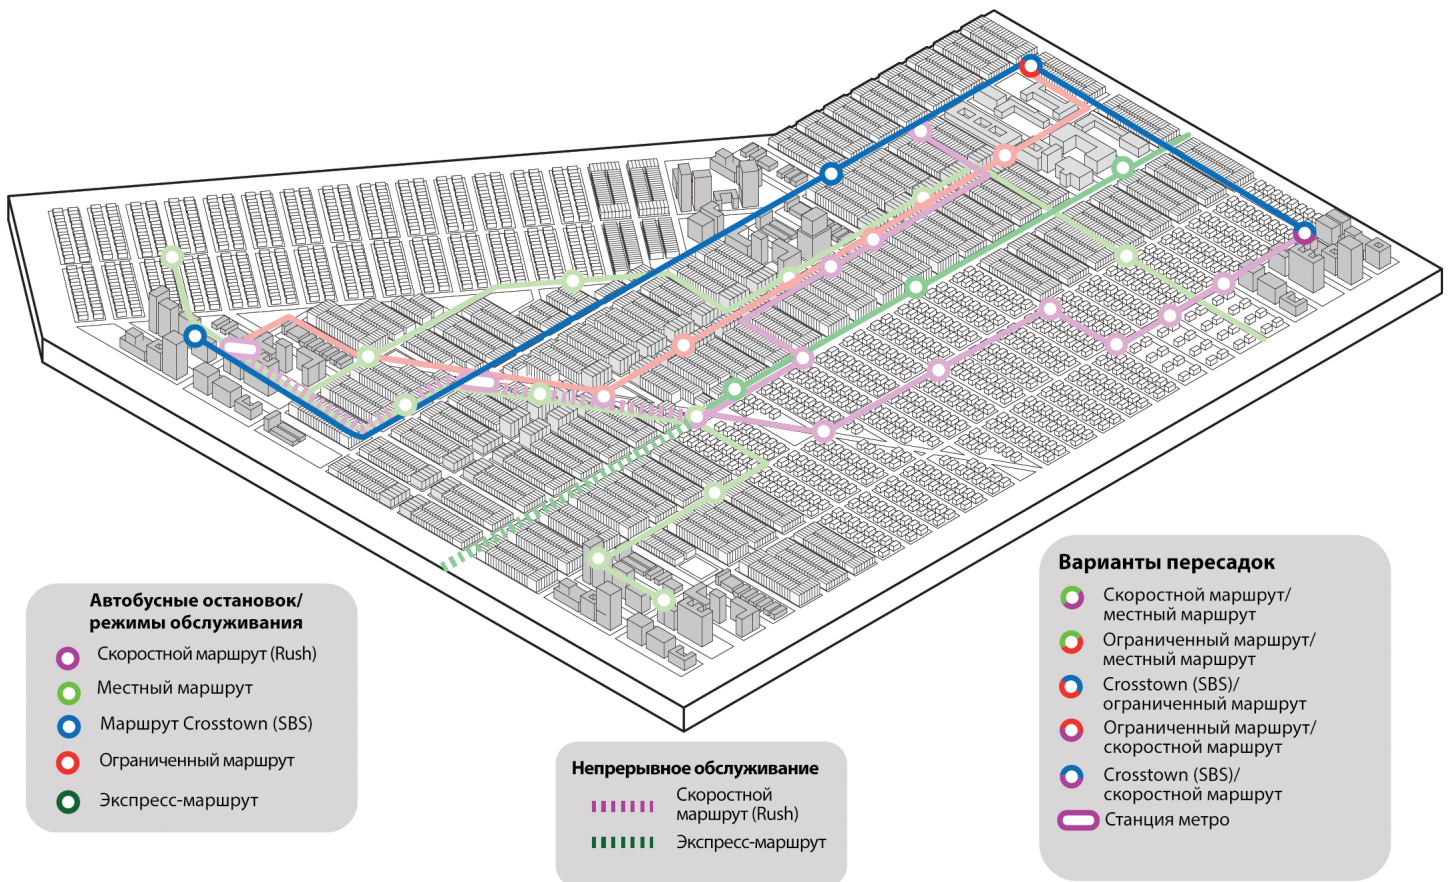 Автобусные остановок/
режимы обслуживания
Скоростной маршрут (Rush)
Местный маршрут
Маршрут Crosstown (SBS)
Ограниченный маршрут
Экспресс-маршрут
Непрерывное обслуживание
Скоростной
маршрут (Rush)
Экспресс-маршрут
Варианты пересадок
Скоростной маршрут/
местный маршрут
Ограниченный маршрут/
местный маршрут
Crosstown (SBS)/
ограниченный маршрут
Ограниченный маршрут/
скоростной маршрут
Crosstown (SBS)/
скоростной маршрут
Станция метро